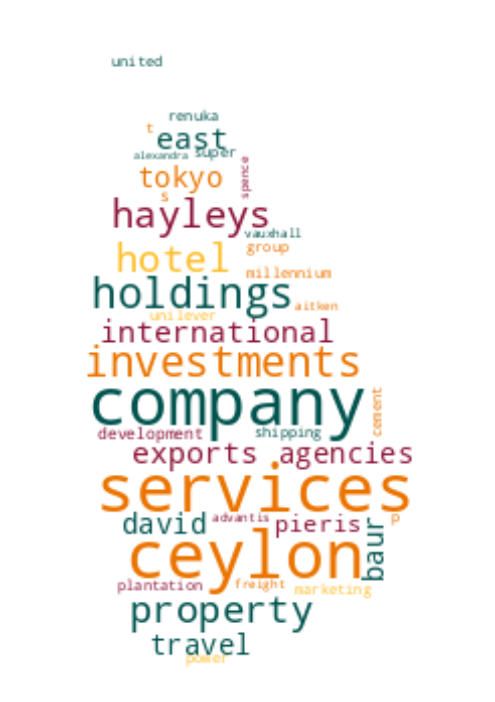 united
renuka
t
east
alexandra super
tokyo
spence
s
hayleys
vauxhall
group
hotel
millennium
holdings
aitken
unilever
international
investments
company
cement
development shipping
exports agencies
services
david advantis pieris p
baur
ceylon
plantation freight marketing
property
travel
power